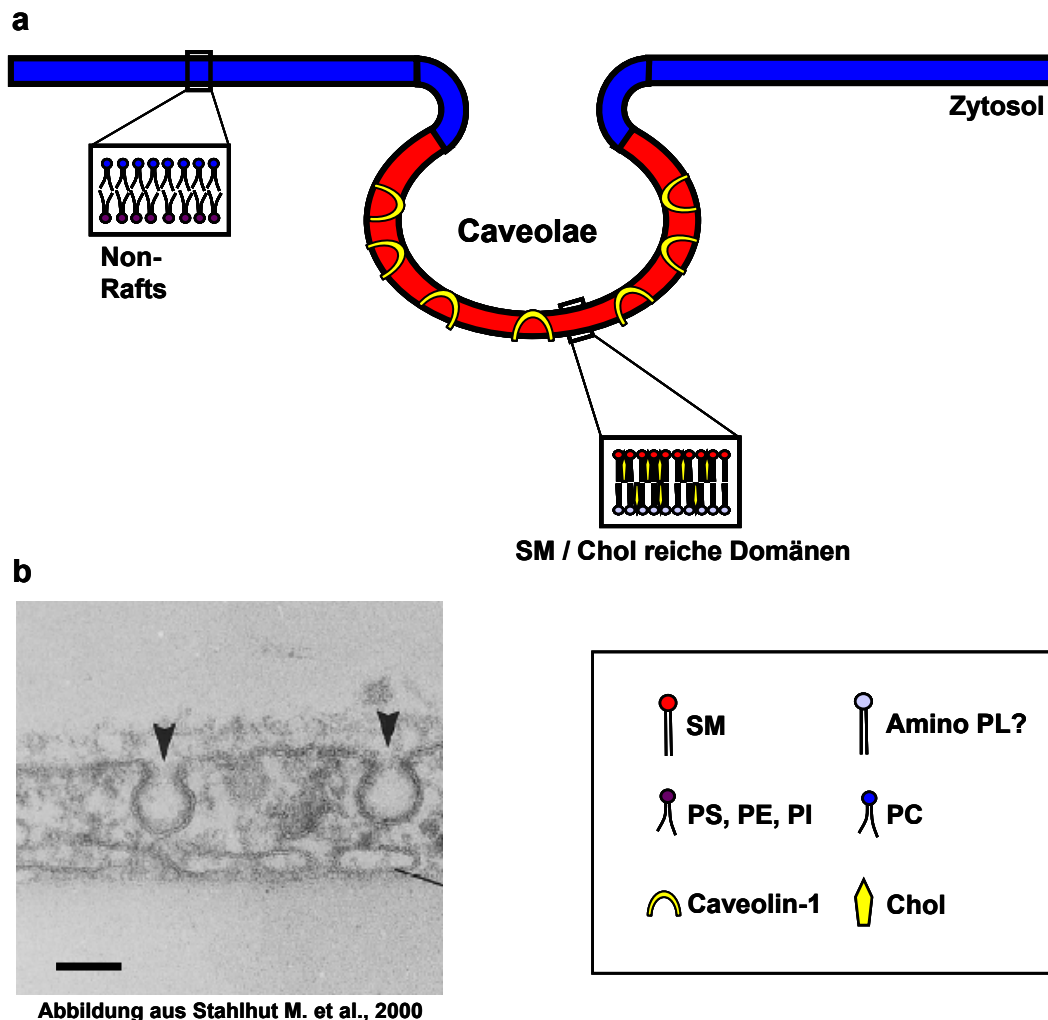 a
Zytosol
Caveolae
Non-
Rafts
SM / Chol reiche Domänen
b
SM
Amino PL?
PS, PE, PI
PC
Caveolin-1
Chol
Abbildung aus Stahlhut M. et al., 2000